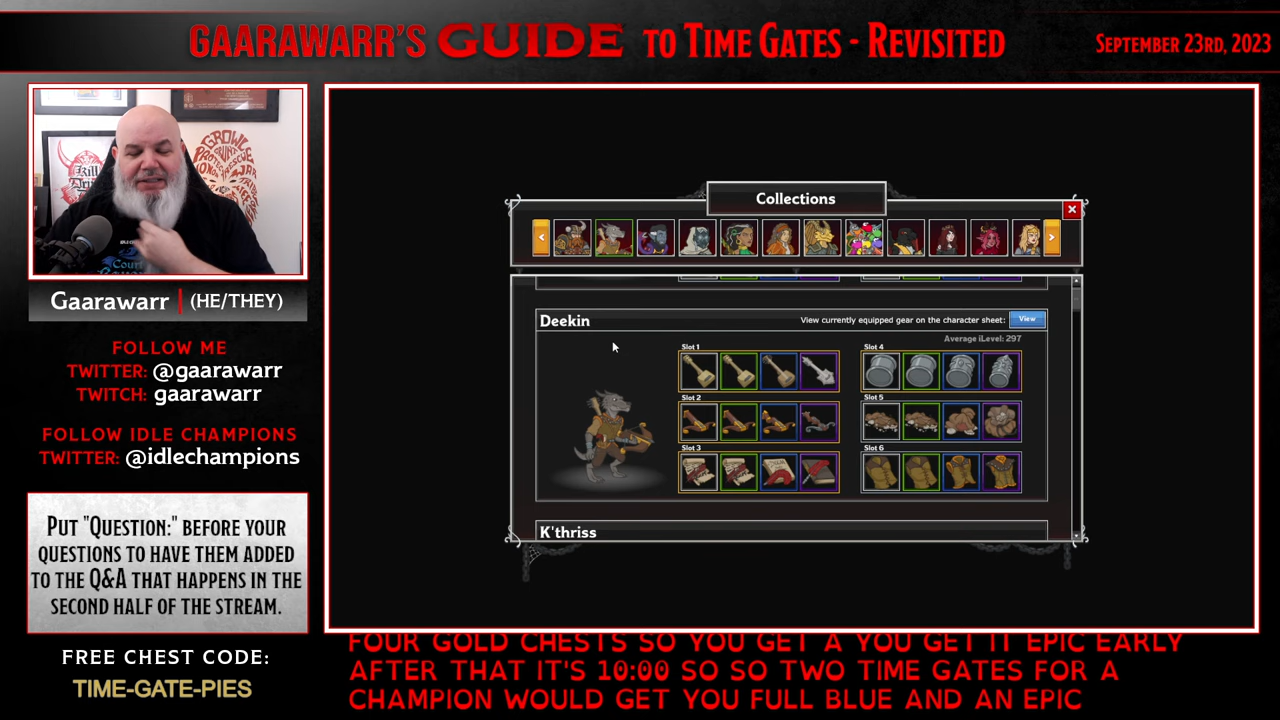 GAARAWARR'S GUIDE TO TIME GATES - REVISITED
SEPTEMBER 23RD, 2023
Gaarawarr | (HE/THEY)
FOLLOW ME
TWITTER: @gaarawarr
TWITCH: gaarawarr
FOLLOW IDLE CHAMPIONS
TWITTER: @idlechampions
PUT "QUESTION:" BEFORE YOUR
QUESTIONS TO HAVE THEM ADDED
TO THE Q&A THAT HAPPENS IN THE
SECOND HALF OF THE STREAM.
FREE CHEST CODE:
TIME-GATE-PIES
Collections
Deekin
View currently equipped gear on the character sheet:
View
Average iLevel: 297
Slot 1
Slot 4
Slot 2
Slot 5
Slot 3
Slot 6
K'thriss
FOUR GOLD CHESTS SO YOU GET A YOU GET IT EPIC EARLY
AFTER THAT IT'S 10:00 SO SO TWO TIME GATES FOR A
CHAMPION WOULD GET YOU FULL BLUE AND AN EPIC